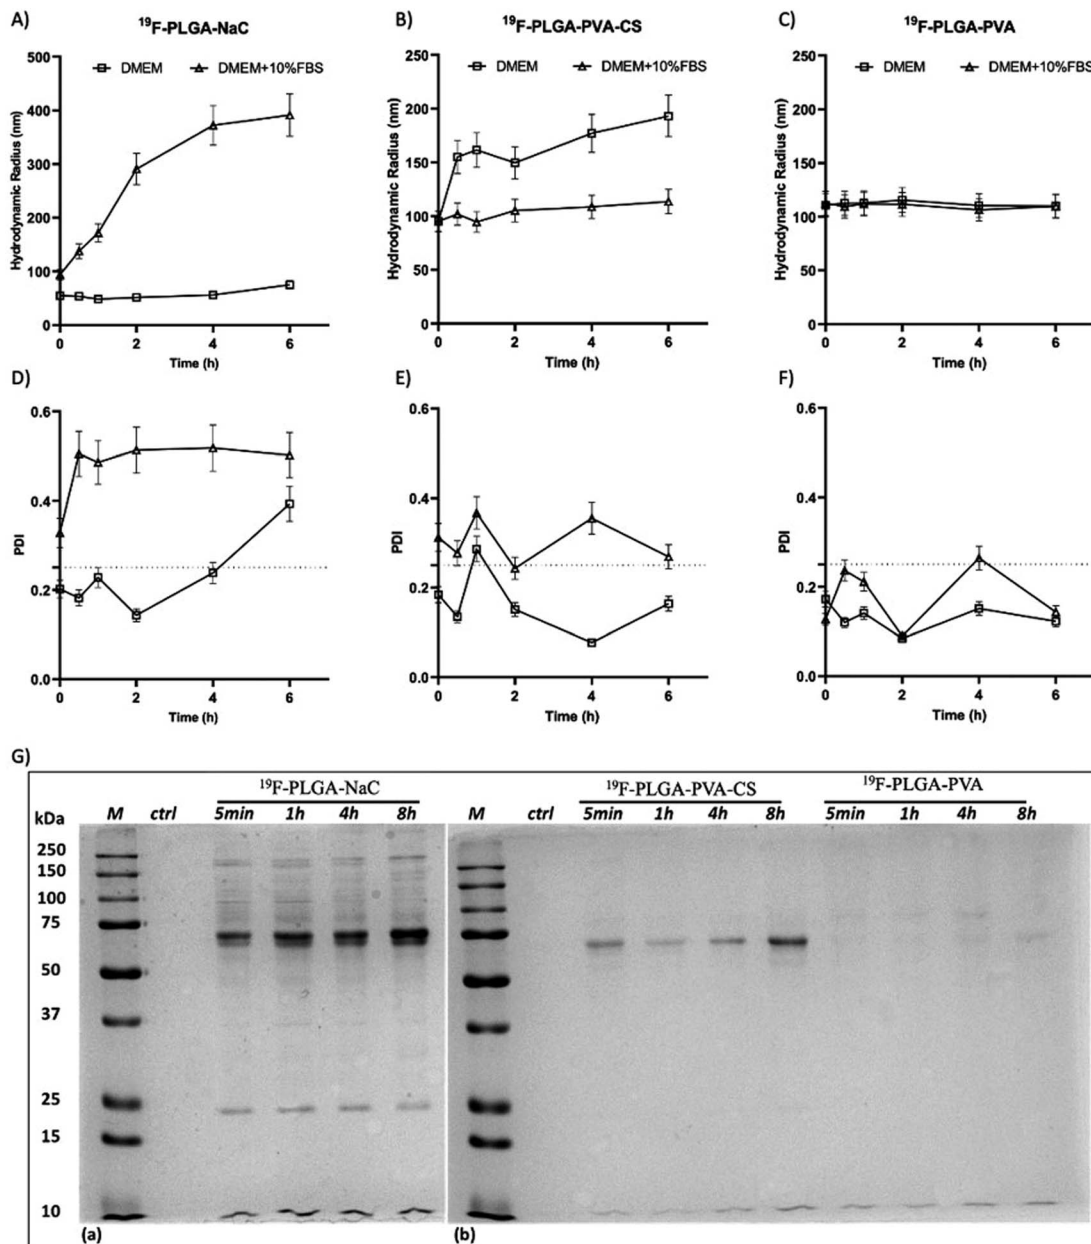 A)
¹⁹F-PLGA-NaC
DMEM DMEM+10%FBS
Hydrodynamic Radius (nm)
500
400
300
200
100
0
0 2 4 6
Time (h)
B)
¹⁹F-PLGA-PVA-CS
DMEM DMEM+10%FBS
Hydrodynamic Radius (nm)
250
200
150
100
50
0
0 2 4 6
Time (h)
C)
¹⁹F-PLGA-PVA
DMEM DMEM+10%FBS
Hydrodynamic Radius (nm)
250
200
150
100
50
0
0 2 4 6
Time (h)
D)
PDI
0.6
0.4
0.2
0.0
0 2 4 6
Time (h)
E)
PDI
0.6
0.4
0.2
0.0
0 2 4 6
Time (h)
F)
PDI
0.6
0.4
0.2
0.0
0 2 4 6
Time (h)
G)
¹⁹F-PLGA-NaC ¹⁹F-PLGA-PVA-CS ¹⁹F-PLGA-PVA
kDa M ctrl 5min 1h 4h 8h M ctrl 5min 1h 4h 8h 5min 1h 4h 8h
250
150
100
75
50
37
25
15
10
(a) (b)